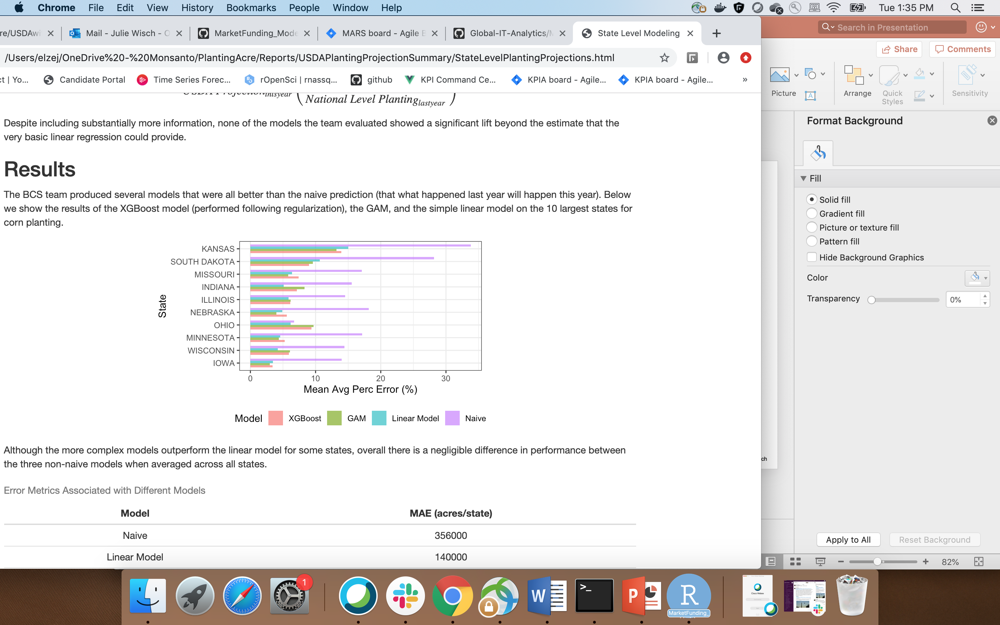 Chrome File Edit View History Bookmarks People Window Help
Tue 1:35 PM
re/USDAwi
Mail - Julie Wisch - O
MarketFunding_Mode
MARS board - Agile B
Global-IT-Analytics/M
State Level Modeling
/Users/elzej/OneDrive%20-%20Monsanto/PlantingAcre/Reports/USDAPlantingProjectionSummary/StateLevelPlantingProjections.html
ct | Yo...
Candidate Portal
Time Series Forec...
rOpenSci | rnassq...
github
KPI Command Ce...
KPIA board - Agile...
KPIA board - Agile...
»
USDA Projection thisyear ( National Level Planting lastyear )
Despite including substantially more information, none of the models the team evaluated showed a significant lift beyond the estimate that the
very basic linear regression could provide.
Results
The BCS team produced several models that were all better than the naive prediction (that what happened last year will happen this year). Below
we show the results of the XGBoost model (performed following regularization), the GAM, and the simple linear model on the 10 largest states for
corn planting.
State
KANSAS
SOUTH DAKOTA
MISSOURI
INDIANA
ILLINOIS
NEBRASKA
OHIO
MINNESOTA
WISCONSIN
IOWA
0 10 20 30
Mean Avg Perc Error (%)
Model XGBoost GAM Linear Model Naive
Although the more complex models outperform the linear model for some states, overall there is a negligible difference in performance between
the three non-naive models when averaged across all states.
Error Metrics Associated with Different Models
Model MAE (acres/state)
Naive 356000
Linear Model 140000
Search in Presentation
Share
Comments
Picture
A
Arrange
Quick
Styles
Sensitivity
Format Background
Fill
Solid fill
Gradient fill
Picture or texture fill
Pattern fill
Hide Background Graphics
Color
Transparency
0%
ch
Apply to All
Reset Background
82%
1
W
>_
P
R
MarketFunding_
Cisco Webex